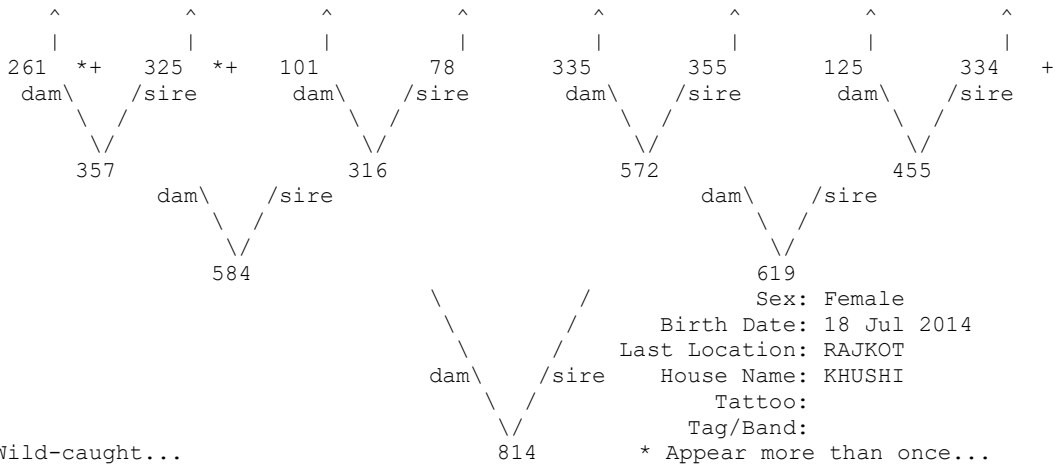 ^ ^ ^ ^ ^ ^ ^ ^
| | | | | | | |
261 *+ 325 *+ 101 78 335 355 125 334 +
dam\ /sire dam\ /sire dam\ /sire dam\ /sire
\ / \ / \ / \ /
\/ \/ \/ \/
357 316 572 455
dam\ /sire dam\ /sire
\ / \ /
\/ \/
584 619
\ / Sex: Female
\ / Birth Date: 18 Jul 2014
\ / Last Location: RAJKOT
dam\ /sire House Name: KHUSHI
\ / Tattoo:
\/ Tag/Band:
Wild-caught... 814 * Appear more than once...